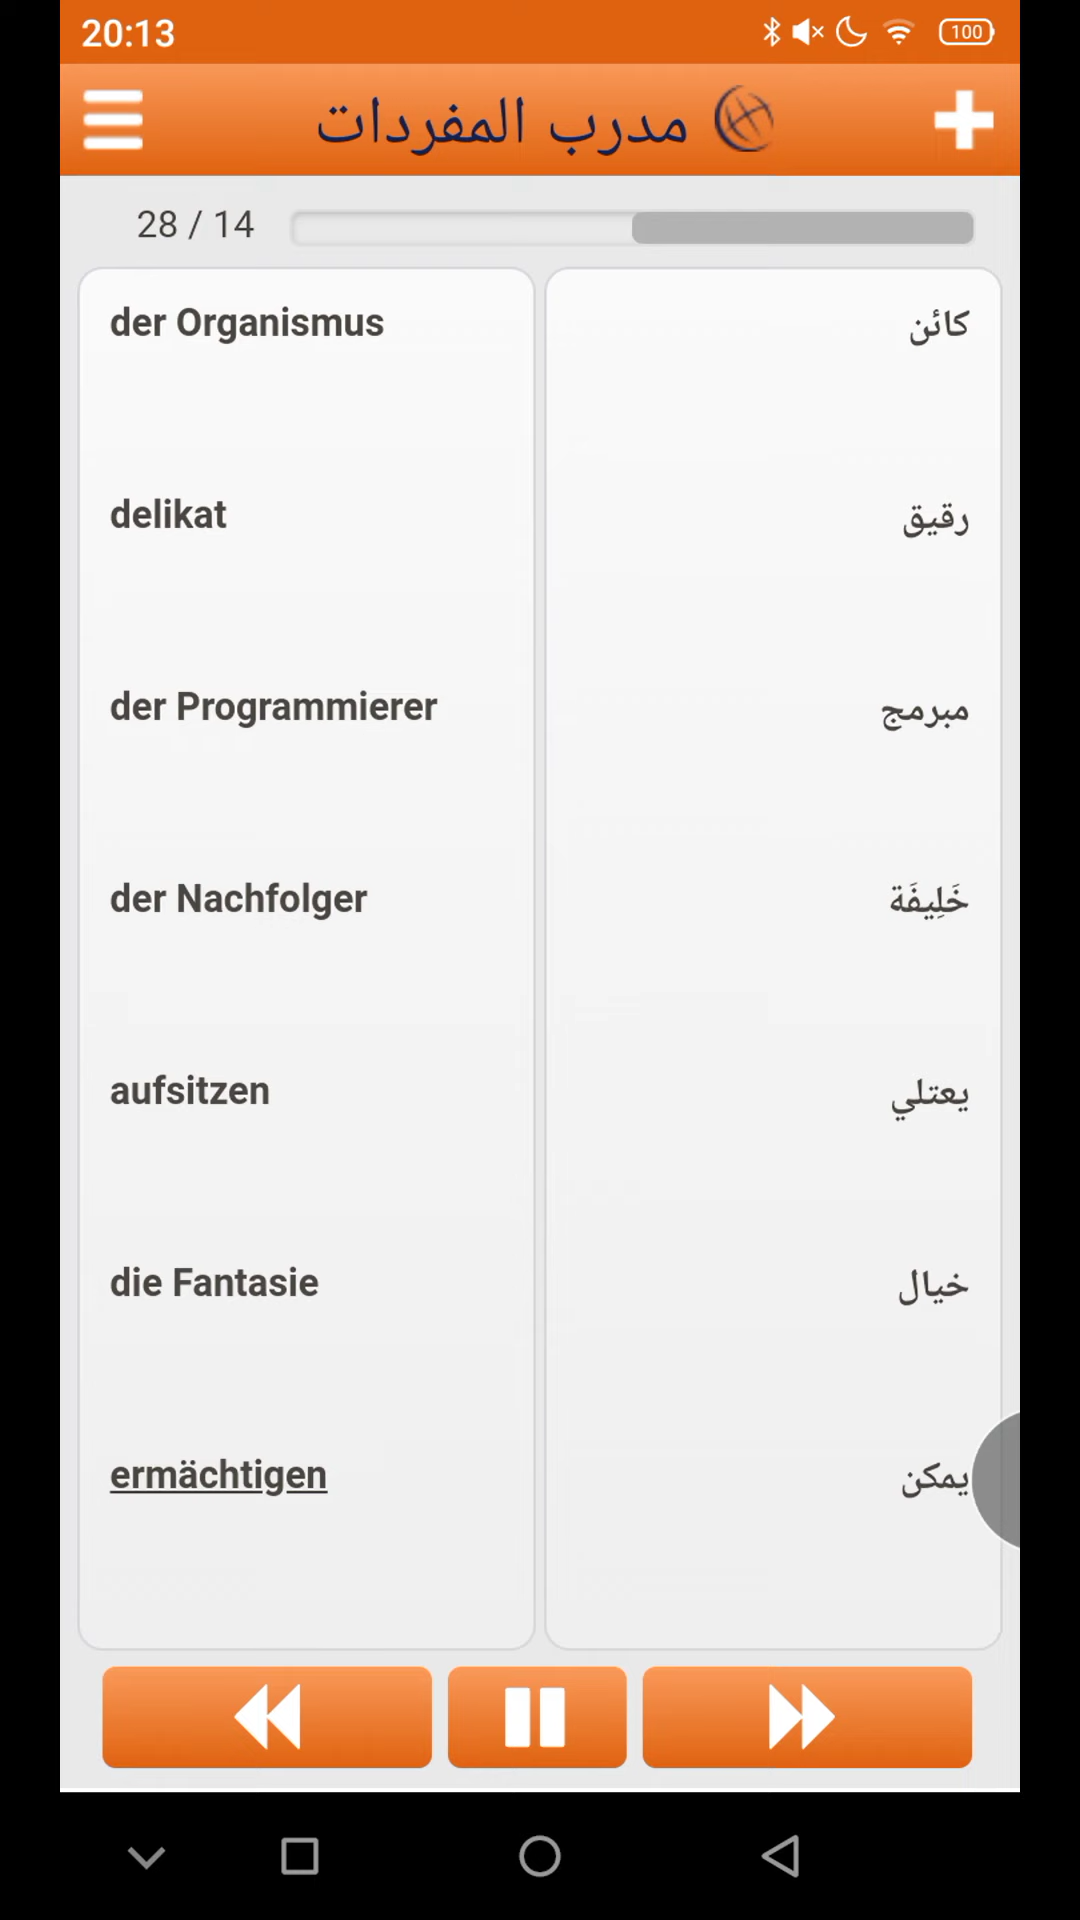 20:13
100
مدرب المفردات
28 / 14
der Organismus
كائن
delikat
رقيق
der Programmierer
مبرمج
der Nachfolger
خَلِيفَة
aufsitzen
يعتلي
die Fantasie
خيال
ermächtigen
يمكن